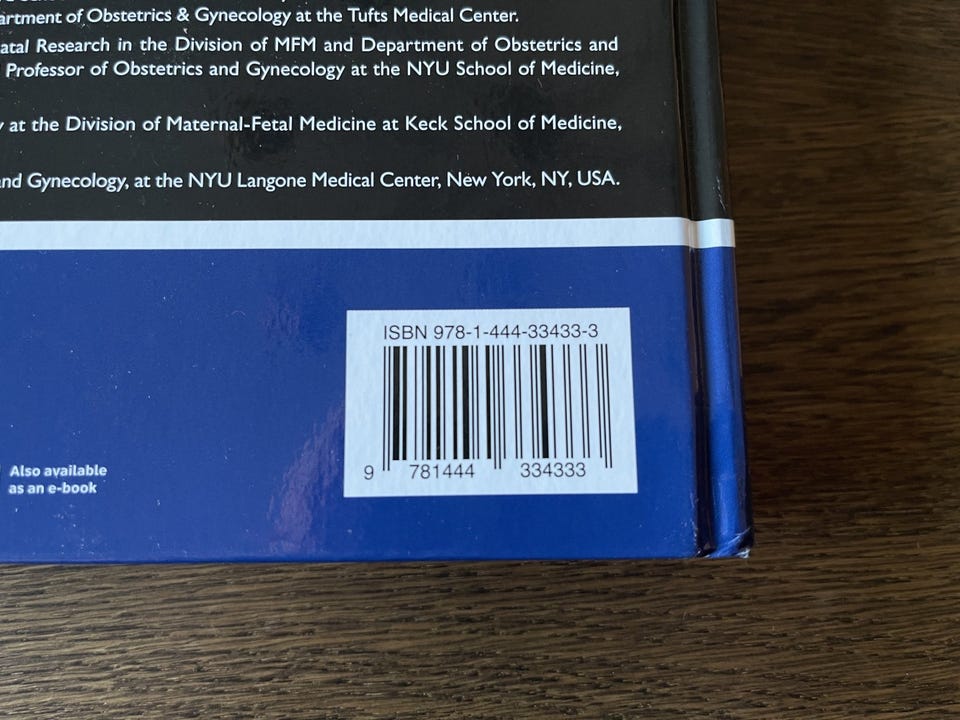 artment of Obstetrics & Gynecology at the Tufts Medical Center.
atal Research in the Division of MFM and Department of Obstetrics and
Professor of Obstetrics and Gynecology at the NYU School of Medicine,
y at the Division of Maternal-Fetal Medicine at Keck School of Medicine,
nd Gynecology, at the NYU Langone Medical Center, New York, NY, USA.
ISBN 978-1-444-33433-3
9 781444 334333
Also available
as an e-book